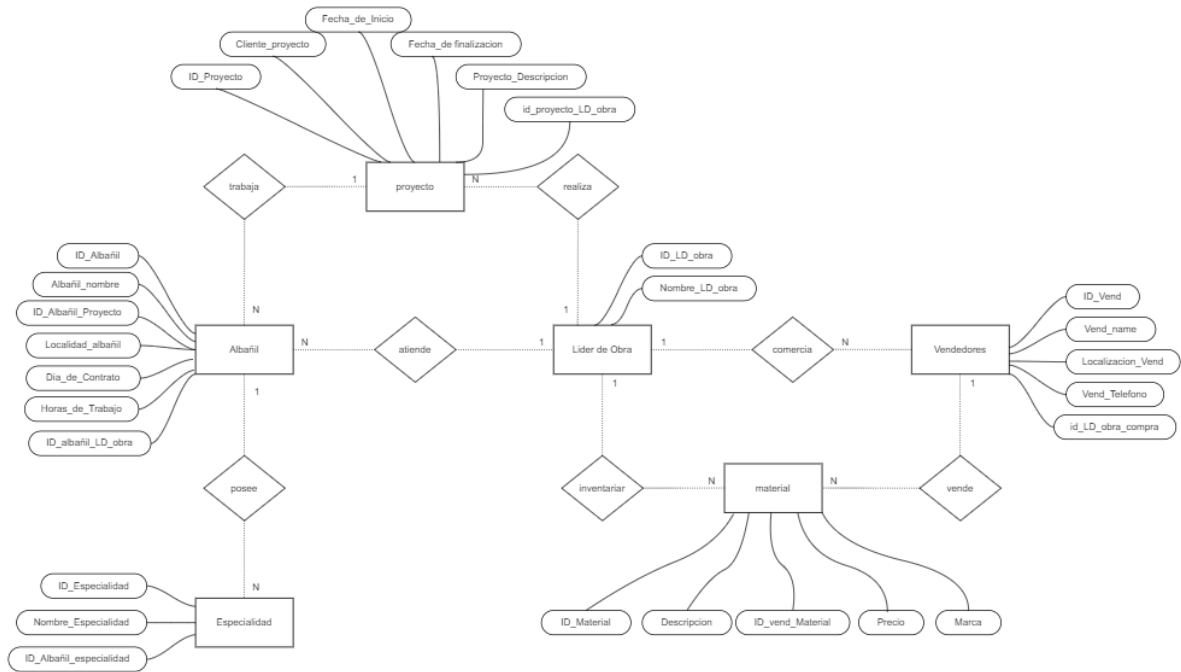 Fecha_de_Inicio
Cliente_proyecto
Fecha_de finalizacion
ID_Proyecto
Proyecto_Descripcion
id_proyecto_LD_obra
trabaja
1
proyecto
N
realiza
ID_Albañil
Albañil_nombre
ID_Albañil_Proyecto
Localidad_albañil
Dia_de_Contrato
Horas_de_Trabajo
ID_albañil_LD_obra
N
Albañil
N
atiende
1
ID_LD_obra
Nombre_LD_obra
1
Lider de Obra
1
comercia
N
Vendedores
ID_Vend
Vend_name
Localizacion_Vend
Vend_Telefono
id_LD_obra_compra
1
1
1
posee
inventariar
N
material
N
vende
N
ID_Especialidad
Nombre_Especialidad
ID_Albañil_especialidad
Especialidad
ID_Material
Descripcion
ID_vend_Material
Precio
Marca